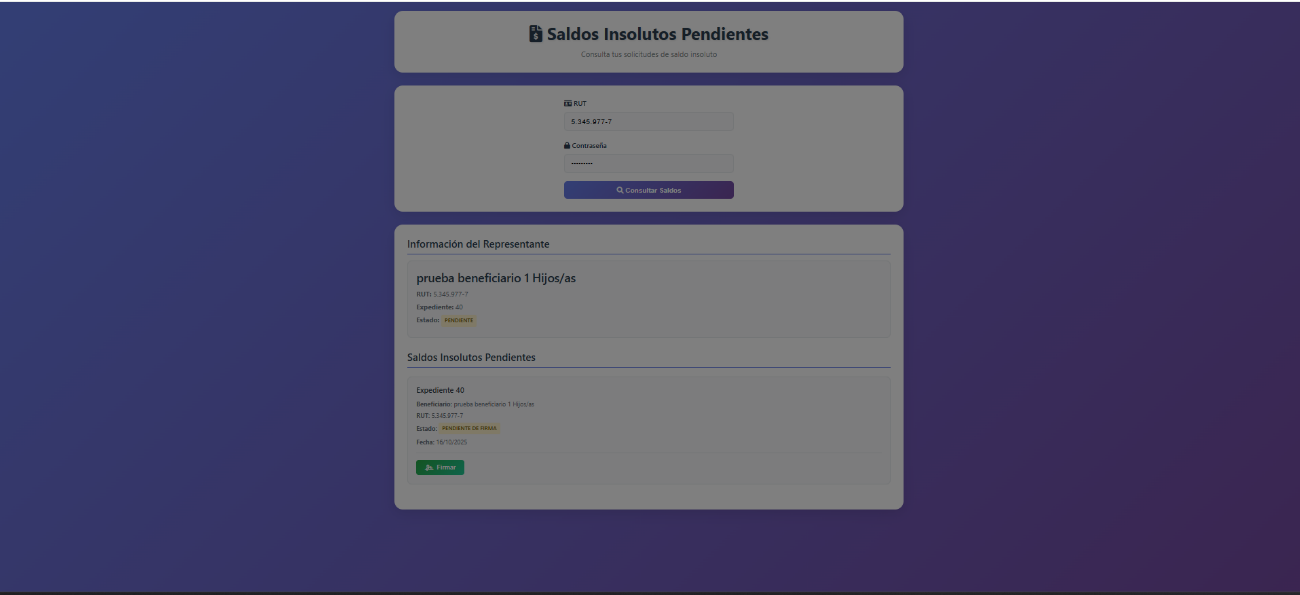 Saldos Insolutos Pendientes
Consulta tus solicitudes de saldo insoluto
RUT
5.345.977-7
Contraseña
•••••••••
Consultar Saldos
Información del Representante
prueba beneficiario 1 Hijos/as
RUT: 5.345.977-7
Expediente: 40
Estado: PENDIENTE
Saldos Insolutos Pendientes
Expediente 40
Beneficiario: prueba beneficiario 1 Hijos/as
RUT: 5.345.977-7
Estado: PENDIENTE DE FIRMA
Fecha: 16/10/2025
Firmar